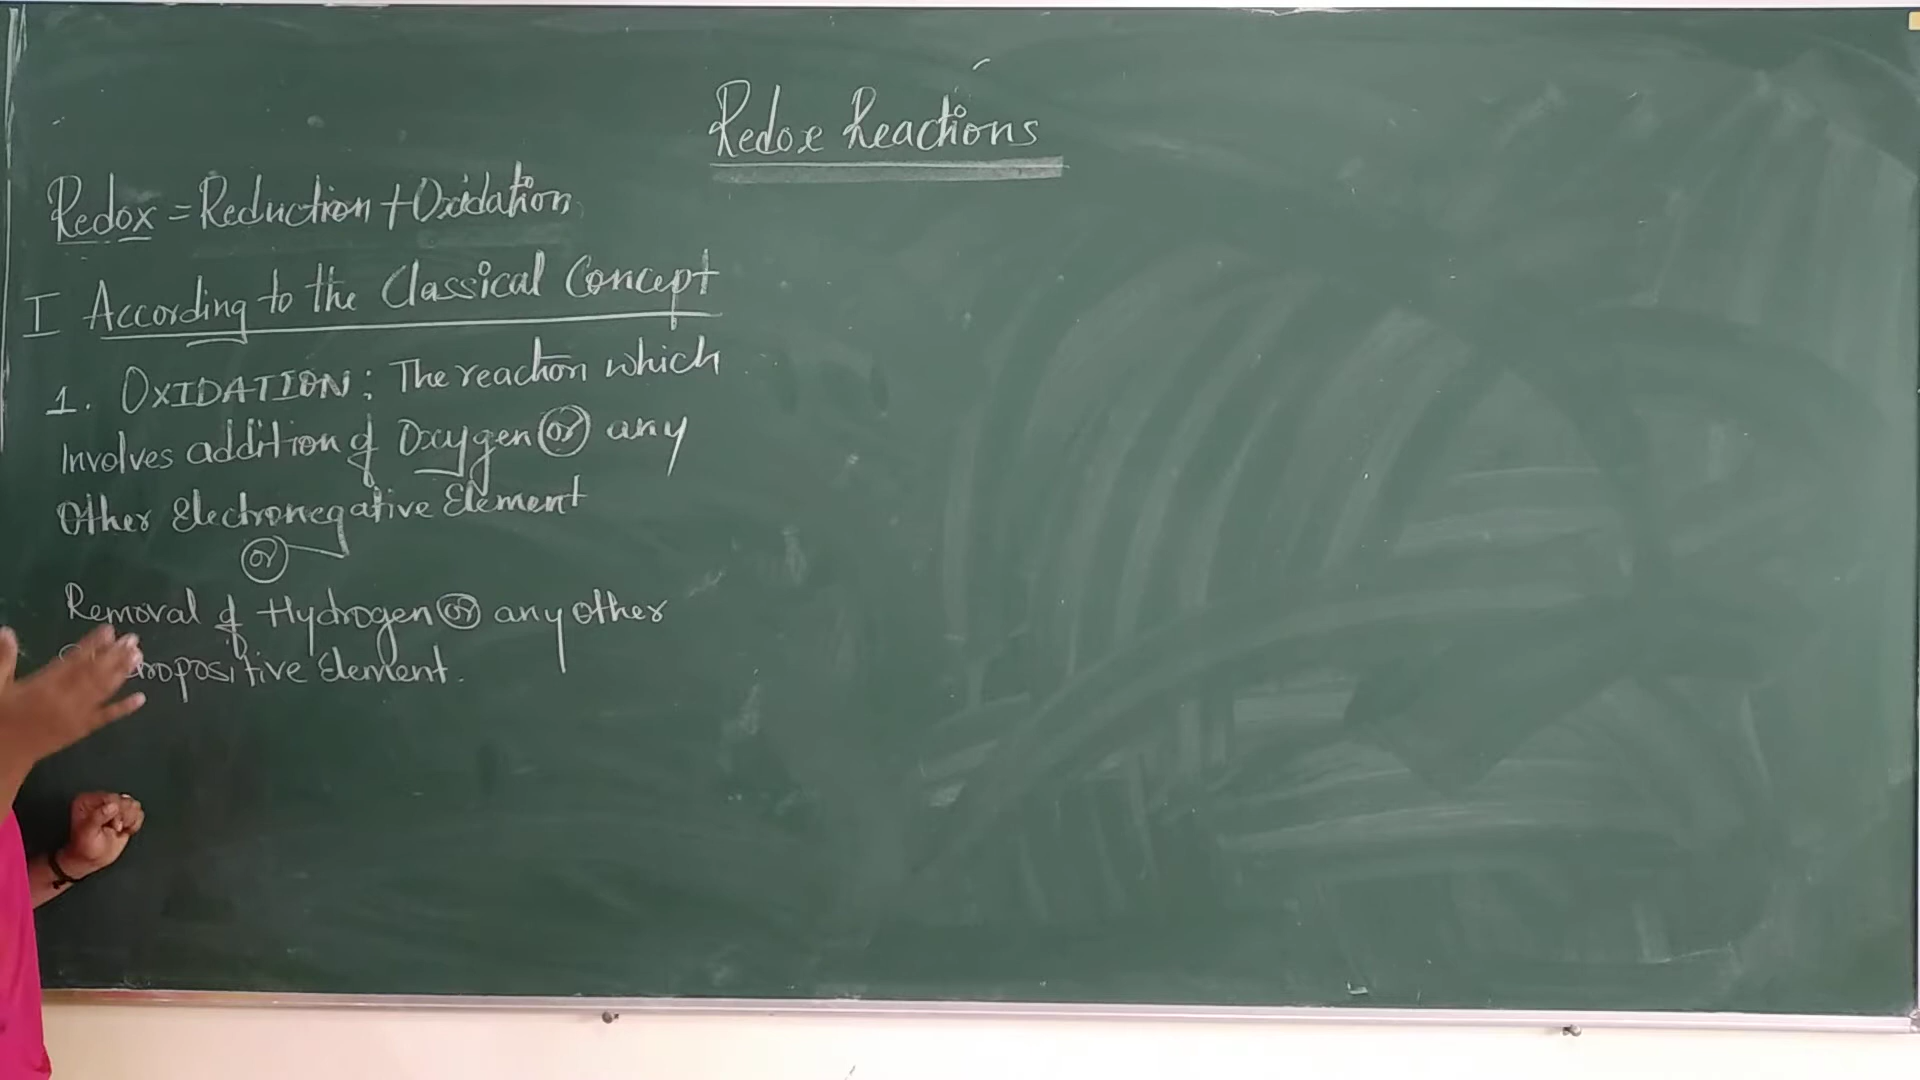 Redox Reactions
Redox = Reduction + Oxidation
I According to the Classical Concept
1. OXIDATION: The reaction which
Involves addition of Oxygen (or) any
Other Electronegative Element
(or)
Removal of Hydrogen (or) any other
Element.